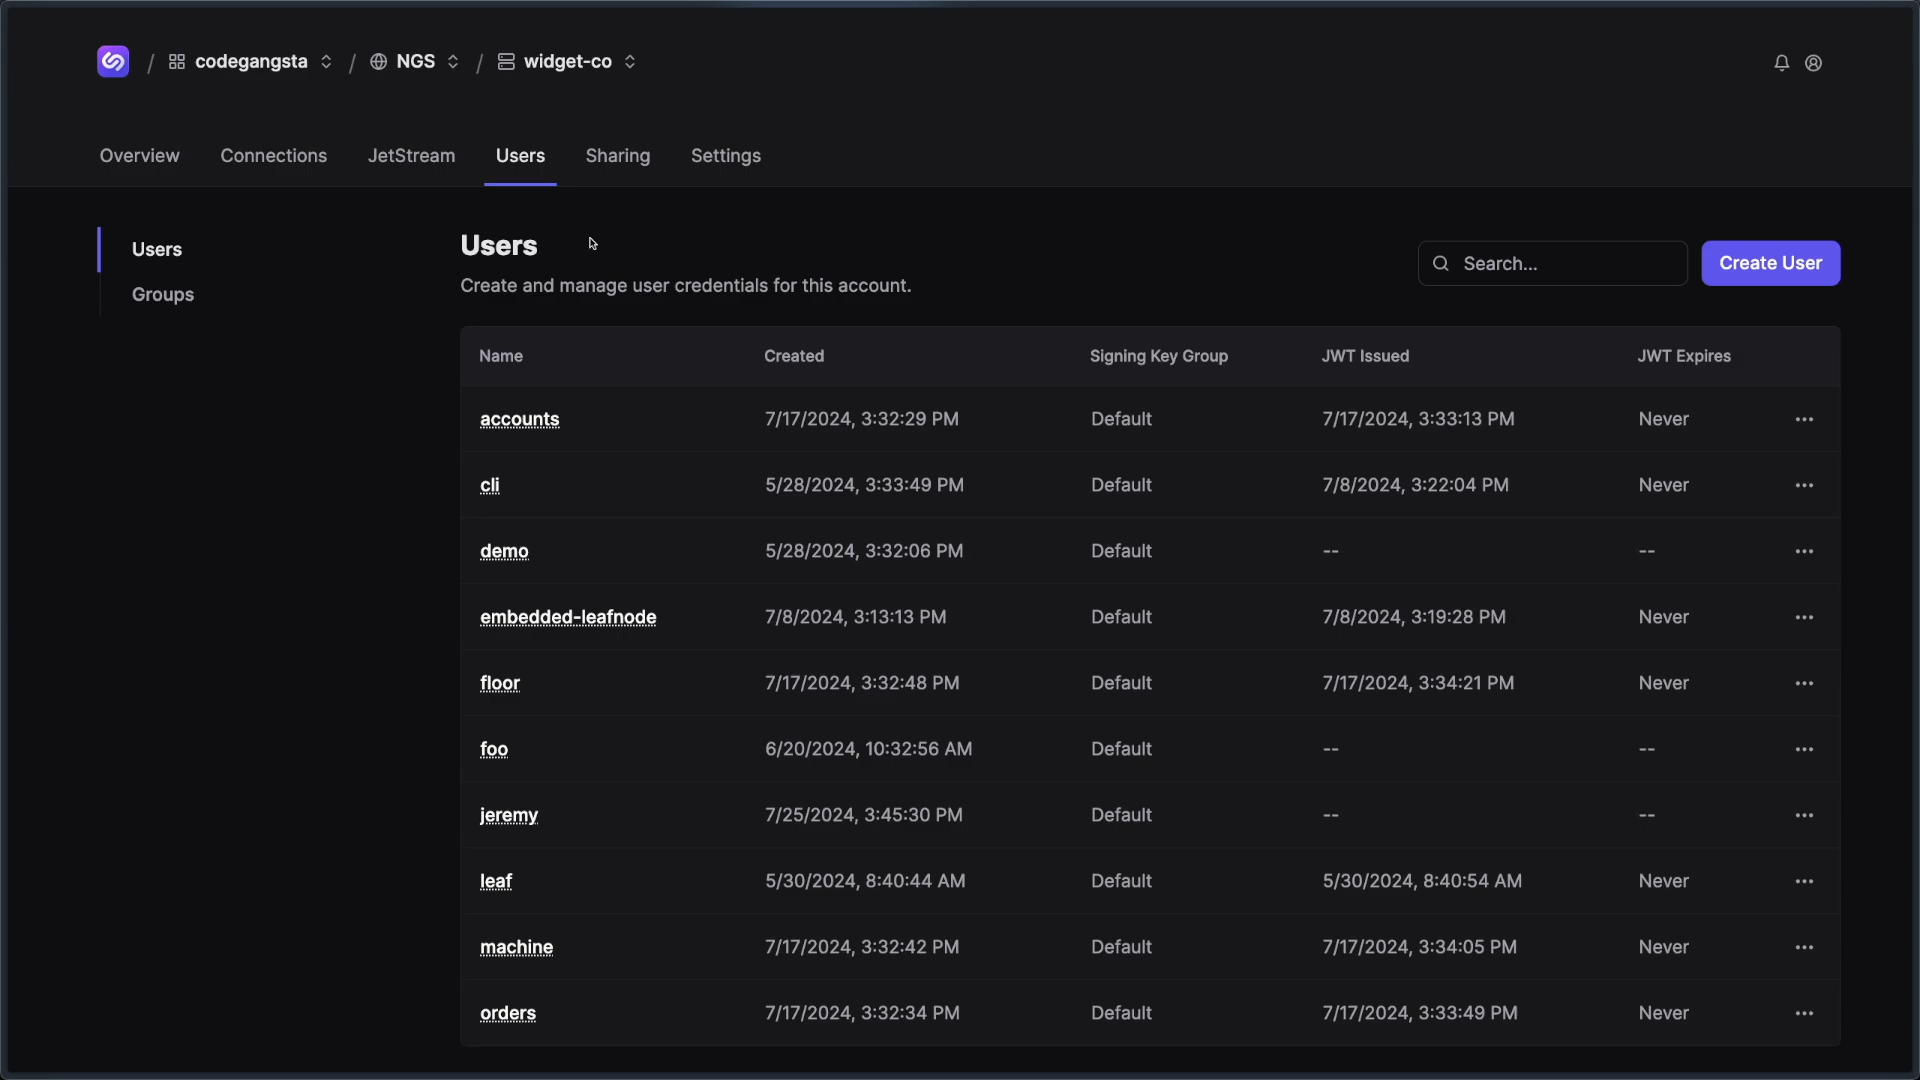 / codegangsta / NGS / widget-co
Overview Connections JetStream Users Sharing Settings
Users
Groups
Users
Create and manage user credentials for this account.
Search...
Create User
Name Created Signing Key Group JWT Issued JWT Expires
accounts 7/17/2024, 3:32:29 PM Default 7/17/2024, 3:33:13 PM Never ...
cli 5/28/2024, 3:33:49 PM Default 7/8/2024, 3:22:04 PM Never ...
demo 5/28/2024, 3:32:06 PM Default -- -- ...
embedded-leafnode 7/8/2024, 3:13:13 PM Default 7/8/2024, 3:19:28 PM Never ...
floor 7/17/2024, 3:32:48 PM Default 7/17/2024, 3:34:21 PM Never ...
foo 6/20/2024, 10:32:56 AM Default -- -- ...
jeremy 7/25/2024, 3:45:30 PM Default -- -- ...
leaf 5/30/2024, 8:40:44 AM Default 5/30/2024, 8:40:54 AM Never ...
machine 7/17/2024, 3:32:42 PM Default 7/17/2024, 3:34:05 PM Never ...
orders 7/17/2024, 3:32:34 PM Default 7/17/2024, 3:33:49 PM Never ...